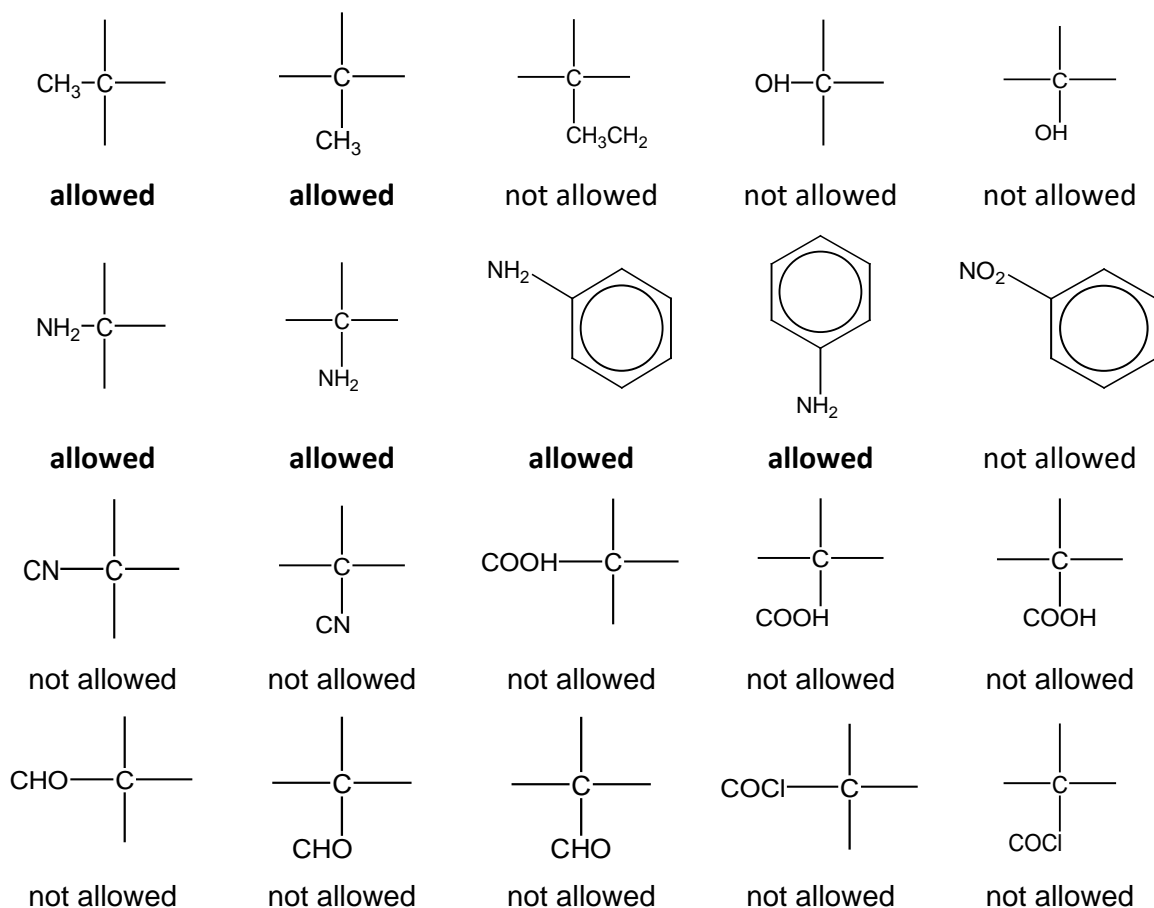 CH₃ C C C OH C C
CH₃ CH₃CH₂ OH
allowed allowed not allowed not allowed not allowed
NH₂ NO₂
NH₂ C C
NH₂ NH₂
allowed allowed allowed allowed not allowed
CN C C COOH C C C
CN COOH COOH
not allowed not allowed not allowed not allowed not allowed
CHO C C C COCl C C
CHO CHO COCl
not allowed not allowed not allowed not allowed not allowed